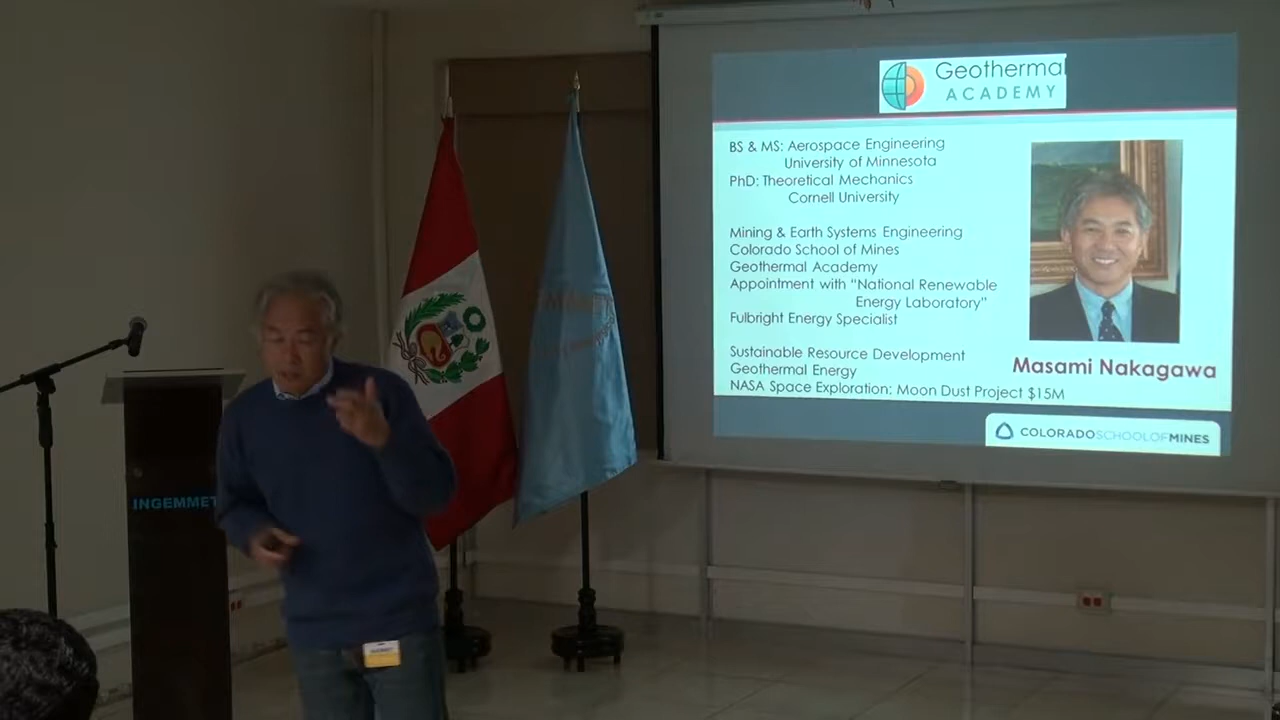 Geothermal
ACADEMY
BS & MS: Aerospace Engineering
University of Minnesota
PhD: Theoretical Mechanics
Cornell University
Mining & Earth Systems Engineering
Colorado School of Mines
Geothermal Academy
Appointment with “National Renewable
Energy Laboratory”
Fulbright Energy Specialist
Sustainable Resource Development
Geothermal Energy
NASA Space Exploration: Moon Dust Project $15M
Masami Nakagawa
COLORADOSCHOOLOFMINES
INGEMMET